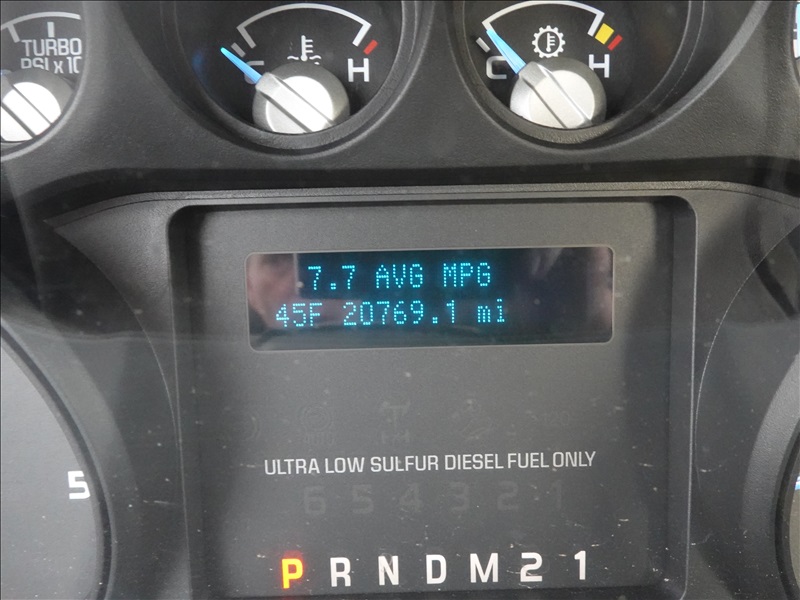 TURBO
PSI x 10
C H
C H
7.7 AVG MPG
45F 20769.1 mi
ULTRA LOW SULFUR DIESEL FUEL ONLY
6 5 4 3 2 1
5
P R N D M 2 1